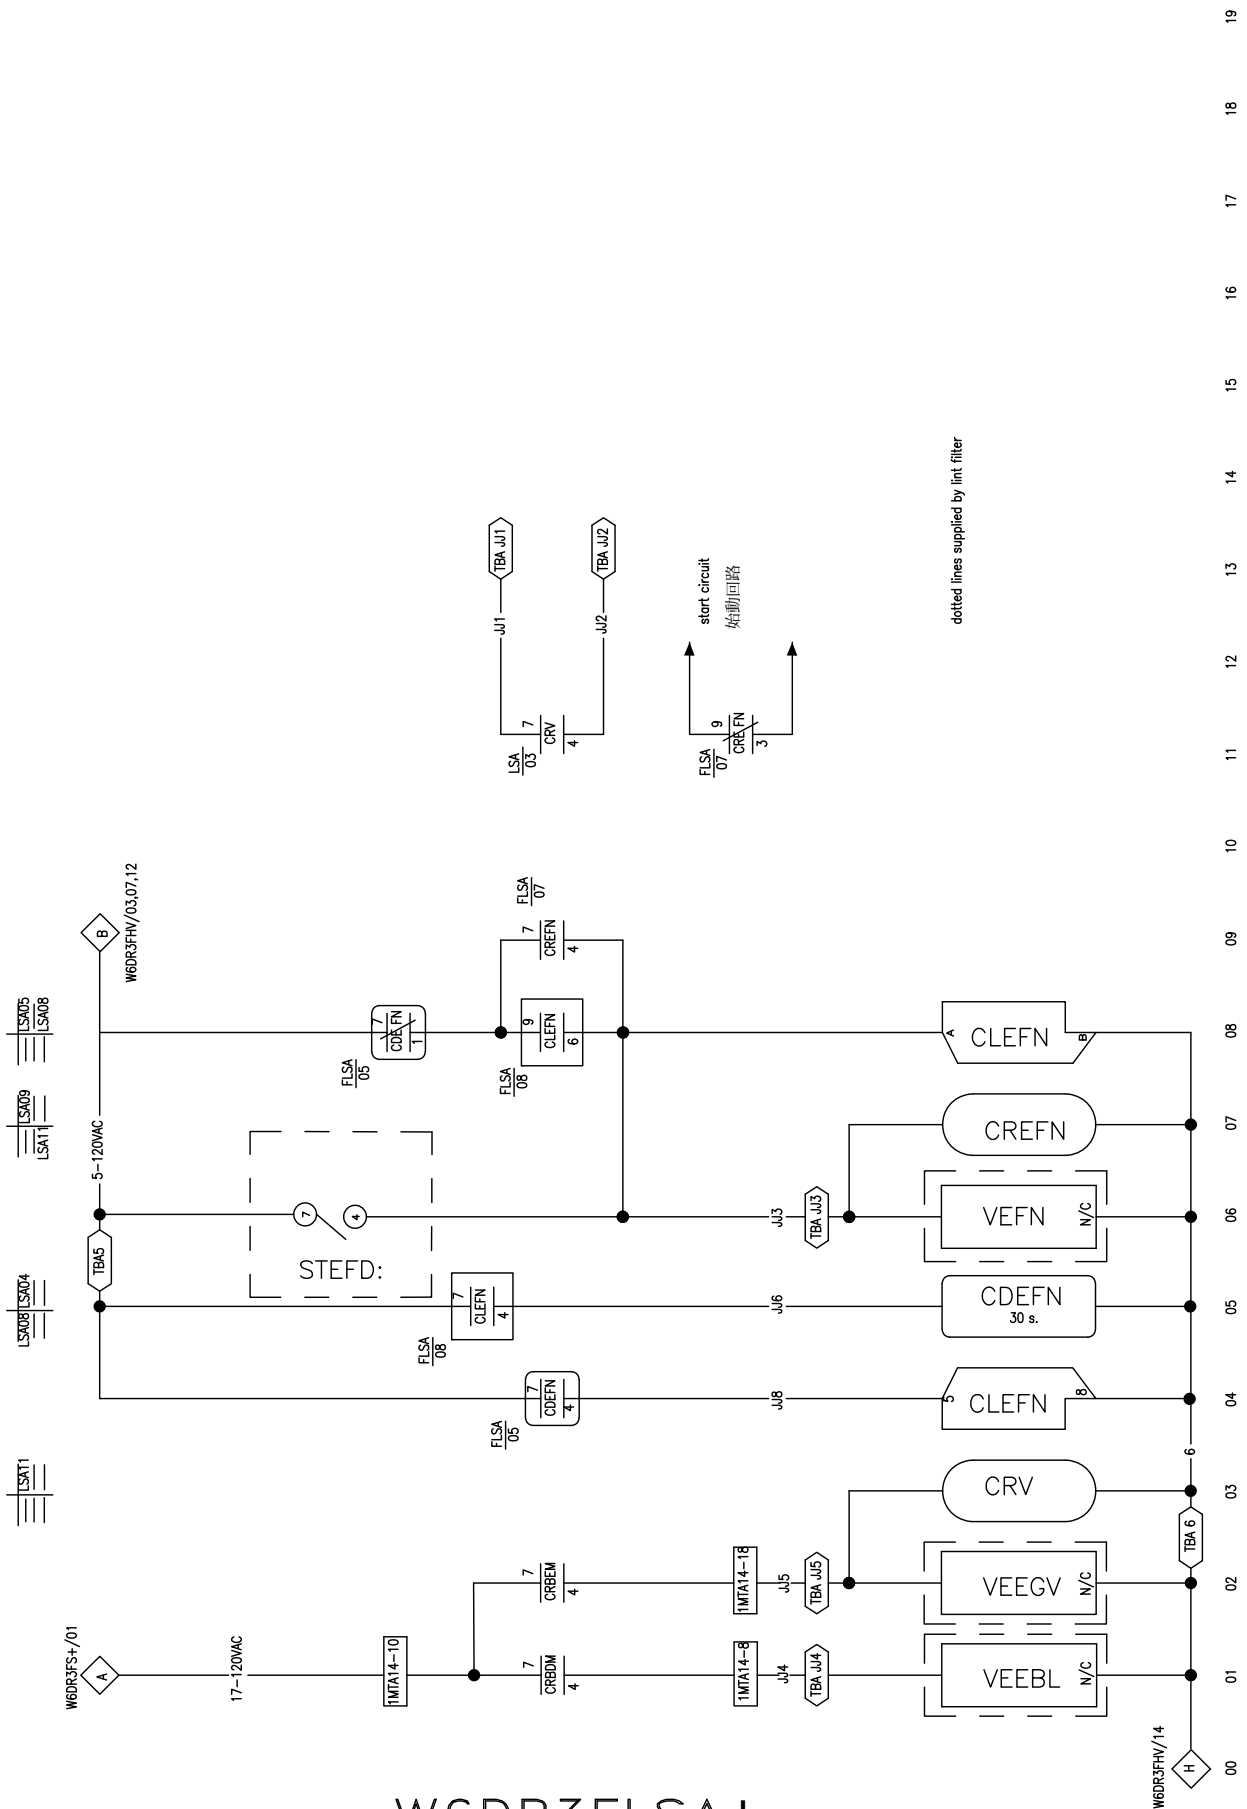 W6DR3FS+/01
A
17-120VAC
1MTA14-10
7
CRBDM
4
1MTA14-8
JJ4
TBA JJ4
VEEBL
N/C
01
7
CRBEM
4
1MTA14-18
JJ5
TBA JJ5
VEEGV
N/C
02
LSA11
CRV
TBA 6
03
6
7
CDEFN
4
FLSA
05
JJ8
5
CLEFN
8
04
LSA08
LSA04
7
CLEFN
4
FLSA
08
JJ6
CDEFN
30 s.
05
TBA5
5-120VAC
7
4
STEFD:
JJ3
TBA JJ3
VEFN
N/C
06
LSA11
LSA09
CREFN
07
LSA05
LSA08
7
CDEFN
1
FLSA
05
9
CLEFN
6
FLSA
08
A
CLEFN
B
08
B
W6DR3FHV/03,07,12
7
CREFN
4
FLSA
07
09
10
LSA
03
7
CRV
4
JJ1
TBA JJ1
JJ2
TBA JJ2
FLSA
07
9
CREFN
3
start circuit
始動回路
dotted lines supplied by lint filter
11
12
13
14
15
16
17
18
19
W6DR3FHV/14
H
00